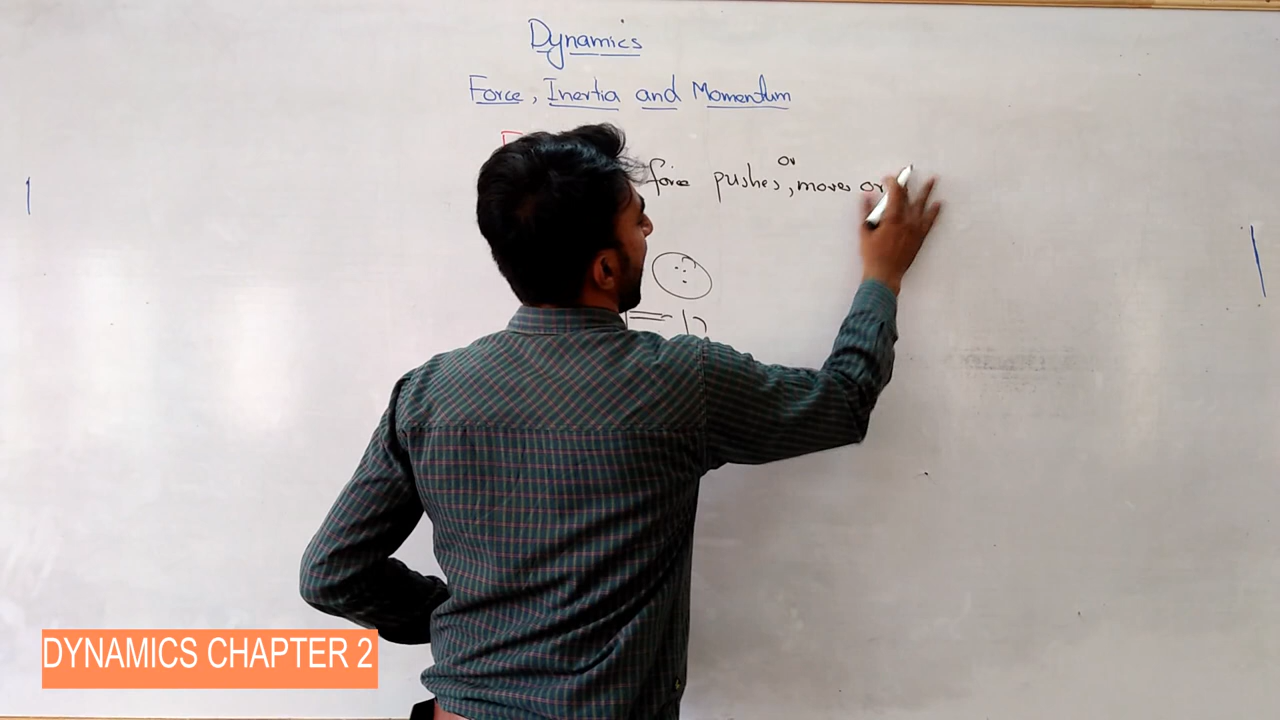 Dynamics
Force, Inertia and Momentum
or
force pushes, moves or
DYNAMICS CHAPTER 2